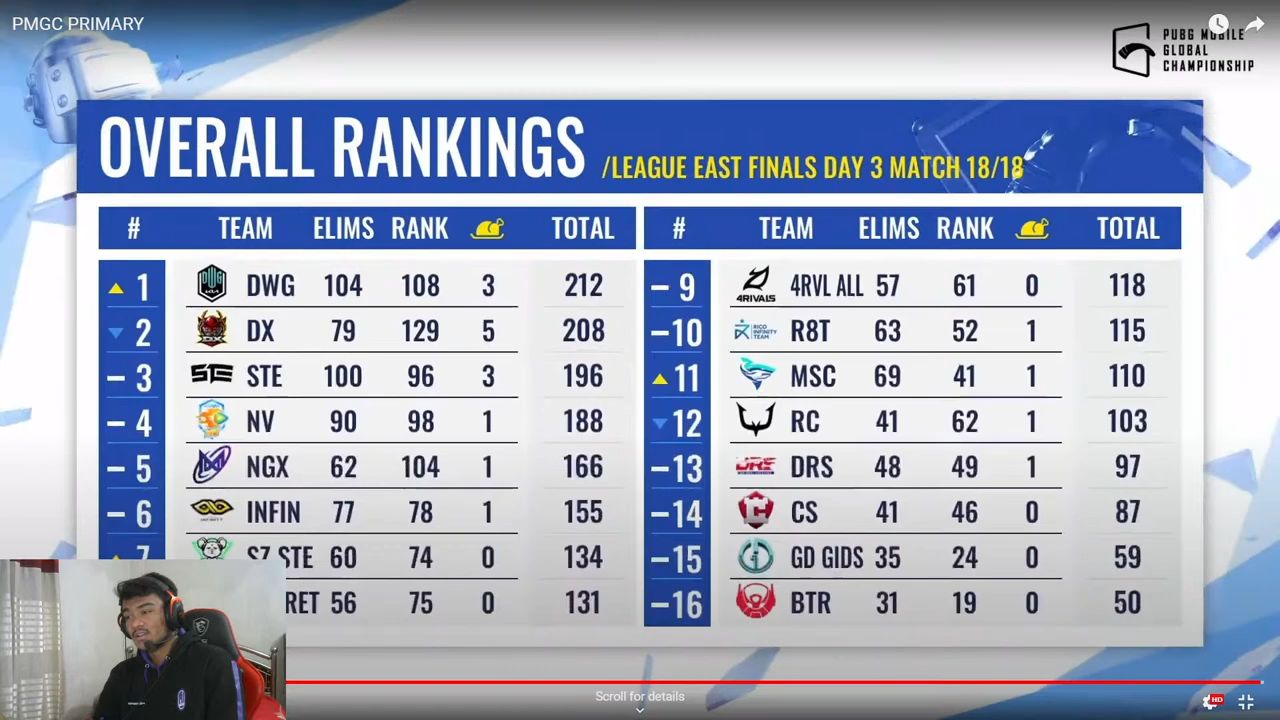 PMGC PRIMARY
PUBG MOBILE
GLOBAL
CHAMPIONSHIP
OVERALL RANKINGS /LEAGUE EAST FINALS DAY 3 MATCH 18/18
# TEAM ELIMS RANK TOTAL
1 DWG 104 108 3 212
2 DX 79 129 5 208
3 STE 100 96 3 196
4 NV 90 98 1 188
5 NGX 62 104 1 166
6 INFIN 77 78 1 155
7 S7 STE 60 74 0 134
RET 56 75 0 131
# TEAM ELIMS RANK TOTAL
9 4RIVALS 4RVL ALL 57 61 0 118
10 RICO INFINITY TEAM R8T 63 52 1 115
11 MSC 69 41 1 110
12 RC 41 62 1 103
13 DRS DRS 48 49 1 97
14 CS 41 46 0 87
15 GD GIDS 35 24 0 59
16 BTR 31 19 0 50
Scroll for details
HD